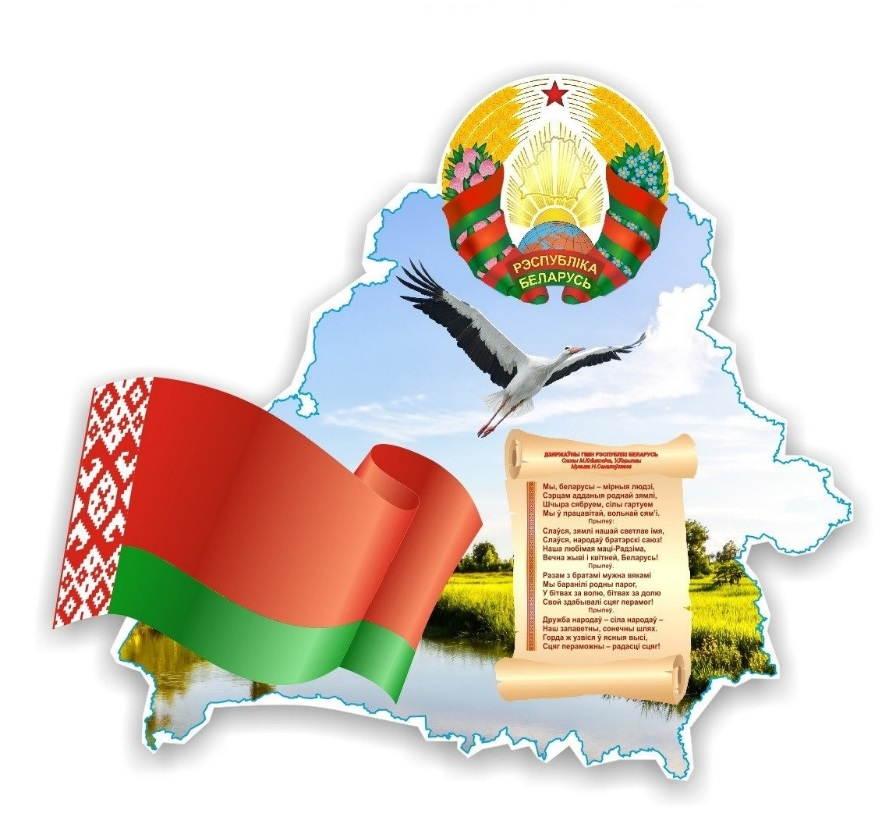 РЭСПУБЛІКА
БЕЛАРУСЬ
ДЗЯРЖАЎНЫ ГІМН РЭСПУБЛІКІ БЕЛАРУСЬ
Словы М.Клімковіча, У.Карызны
Музыка Н.Сакалоўскага
Мы, беларусы – мірныя людзі,
Сэрцам адданыя роднай зямлі,
Шчыра сябруем, сілы гартуем
Мы ў працавітай, вольнай сям'і.
Прыпеў:
Слаўся, зямлі нашай светлае імя,
Слаўся, народаў братэрскі саюз!
Наша любімая маці-Радзіма,
Вечна жыві і квітней, Беларусь!
Прыпеў.
Разам з братамі мужна вякамі
Мы баранілі родны парог,
У бітвах за волю, бітвах за долю
Свой здабывалі сцяг перамог!
Прыпеў.
Дружба народаў – сіла народаў –
Наш запаветны, сонечны шлях.
Горда ж узвіся ў ясныя высі,
Сцяг пераможны – радасці сцяг!